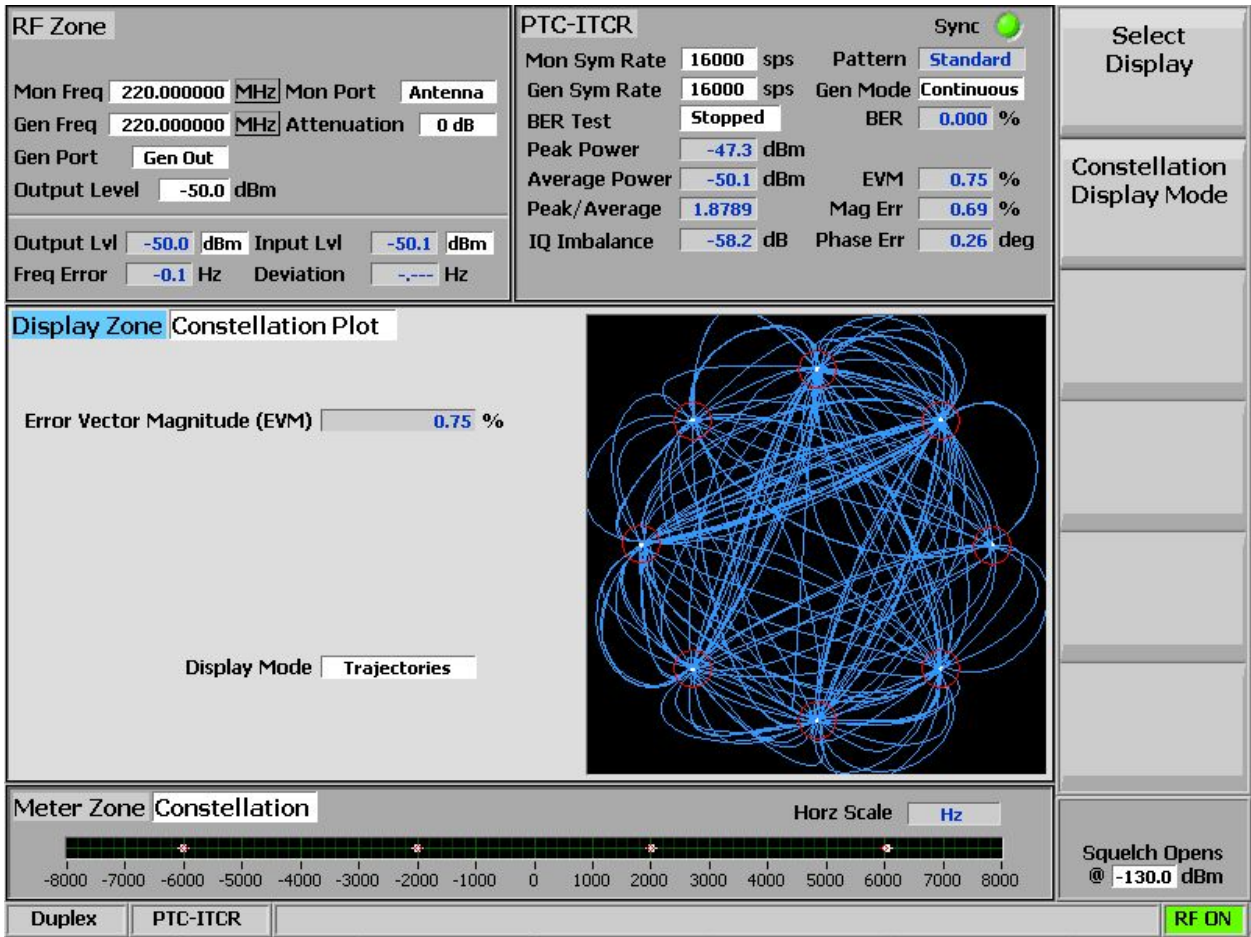 RF Zone
Mon Freq 220.000000 MHz Mon Port Antenna
Gen Freq 220.000000 MHz Attenuation 0 dB
Gen Port Gen Out
Output Level -50.0 dBm
Output Lvl -50.0 dBm Input Lvl -50.1 dBm
Freq Error -0.1 Hz Deviation -.--- Hz
PTC-ITCR Sync
Mon Sym Rate 16000 sps Pattern Standard
Gen Sym Rate 16000 sps Gen Mode Continuous
BER Test Stopped BER 0.000 %
Peak Power -47.3 dBm
Average Power -50.1 dBm EVM 0.75 %
Peak/Average 1.8789 Mag Err 0.69 %
IQ Imbalance -58.2 dB Phase Err 0.26 deg
Select
Display
Constellation
Display Mode
Display Zone Constellation Plot
Error Vector Magnitude (EVM) 0.75 %
Display Mode Trajectories
Meter Zone Constellation Horz Scale Hz
-8000 -7000 -6000 -5000 -4000 -3000 -2000 -1000 0 1000 2000 3000 4000 5000 6000 7000 8000
Squelch Opens
@ -130.0 dBm
Duplex PTC-ITCR RF ON